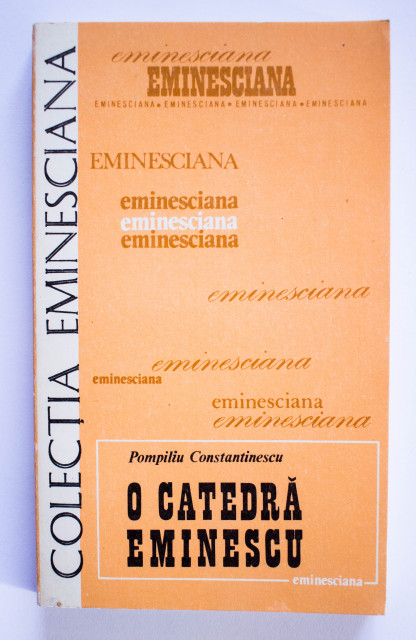 COLECȚIA EMINESCIANA
eminesciana
EMINESCIANA
EMINESCIANA • EMINESCIANA • EMINESCIANA • EMINESCIANA
EMINESCIANA
eminesciana
eminesciana
eminesciana
eminesciana
eminesciana
eminesciana
eminesciana
eminesciana
Pompiliu Constantinescu
O CATEDRĂ
EMINESCU
eminesciana